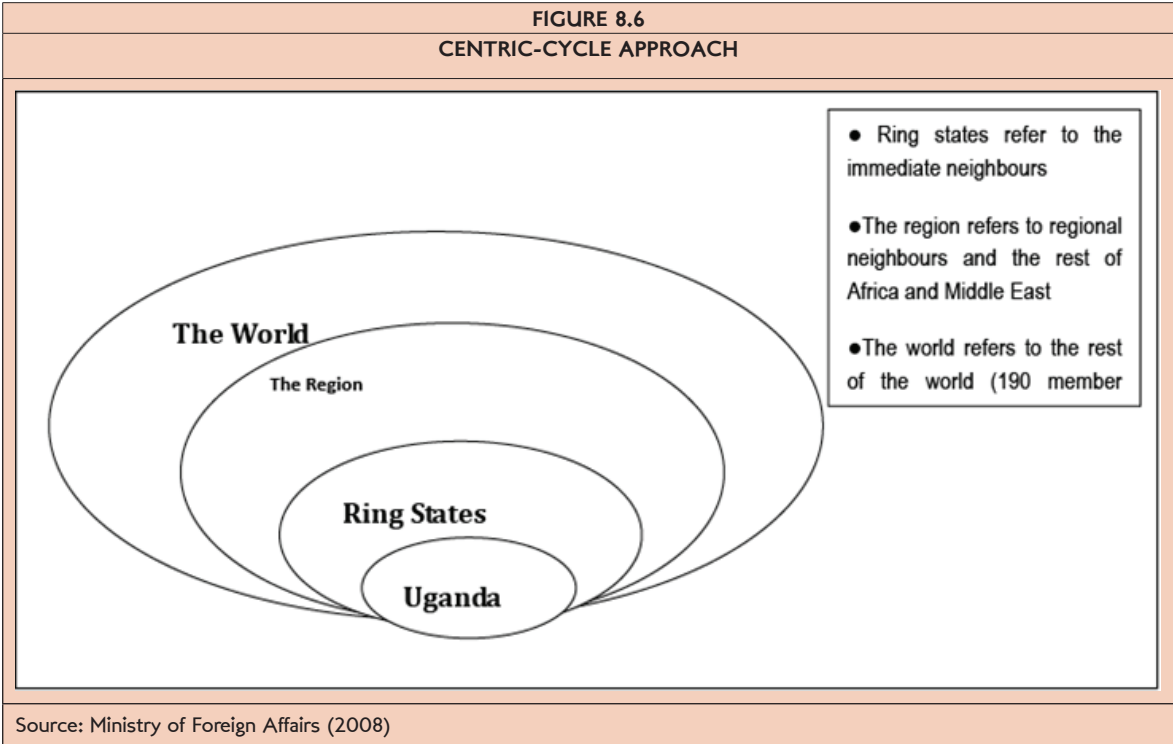 FIGURE 8.6
CENTRIC-CYCLE APPROACH
● Ring states refer to the
immediate neighbours
●The region refers to regional
neighbours and the rest of
Africa and Middle East
●The world refers to the rest
of the world (190 member
The World
The Region
Ring States
Uganda
Source: Ministry of Foreign Affairs (2008)